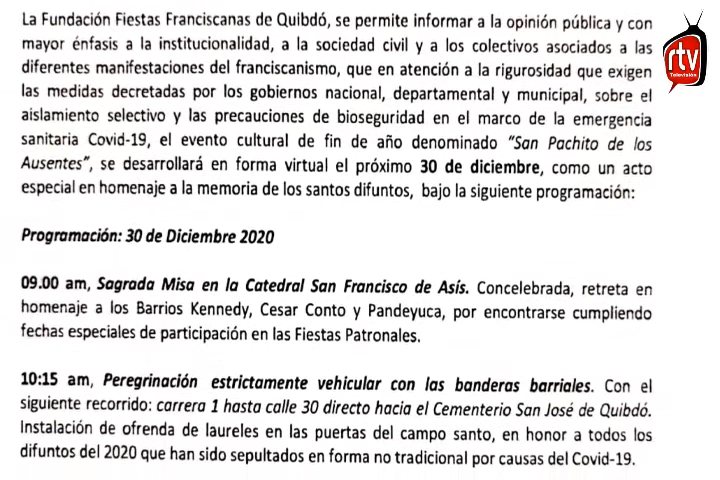 La Fundación Fiestas Franciscanas de Quibdó, se permite informar a la opinión pública y con
mayor énfasis a la institucionalidad, a la sociedad civil y a los colectivos asociados a las
diferentes manifestaciones del franciscanismo, que en atención a la rigurosidad que exigen
las medidas decretadas por los gobiernos nacional, departamental y municipal, sobre el
aislamiento selectivo y las precauciones de bioseguridad en el marco de la emergencia
sanitaria Covid-19, el evento cultural de fin de año denominado "San Pachito de los
Ausentes", se desarrollará en forma virtual el próximo 30 de diciembre, como un acto
especial en homenaje a la memoria de los santos difuntos, bajo la siguiente programación:
Programación: 30 de Diciembre 2020
09.00 am, Sagrada Misa en la Catedral San Francisco de Asís. Concelebrada, retreta en
homenaje a los Barrios Kennedy, Cesar Conto y Pandeyuca, por encontrarse cumpliendo
fechas especiales de participación en las Fiestas Patronales.
10:15 am, Peregrinación estrictamente vehicular con las banderas barriales. Con el
siguiente recorrido: carrera 1 hasta calle 30 directo hacia el Cementerio San José de Quibdó.
Instalación de ofrenda de laureles en las puertas del campo santo, en honor a todos los
difuntos del 2020 que han sido sepultados en forma no tradicional por causas del Covid-19.
rtv
Televisión